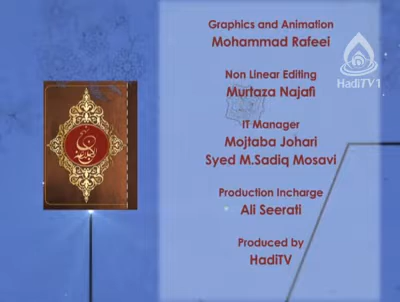 Graphics and Animation
Mohammad Rafeei
HadiTV1
Non Linear Editing
Murtaza Najafi
IT Manager
Mojtaba Johari
Syed M.Sadiq Mosavi
Production Incharge
Ali Seerati
Produced by
HadiTV